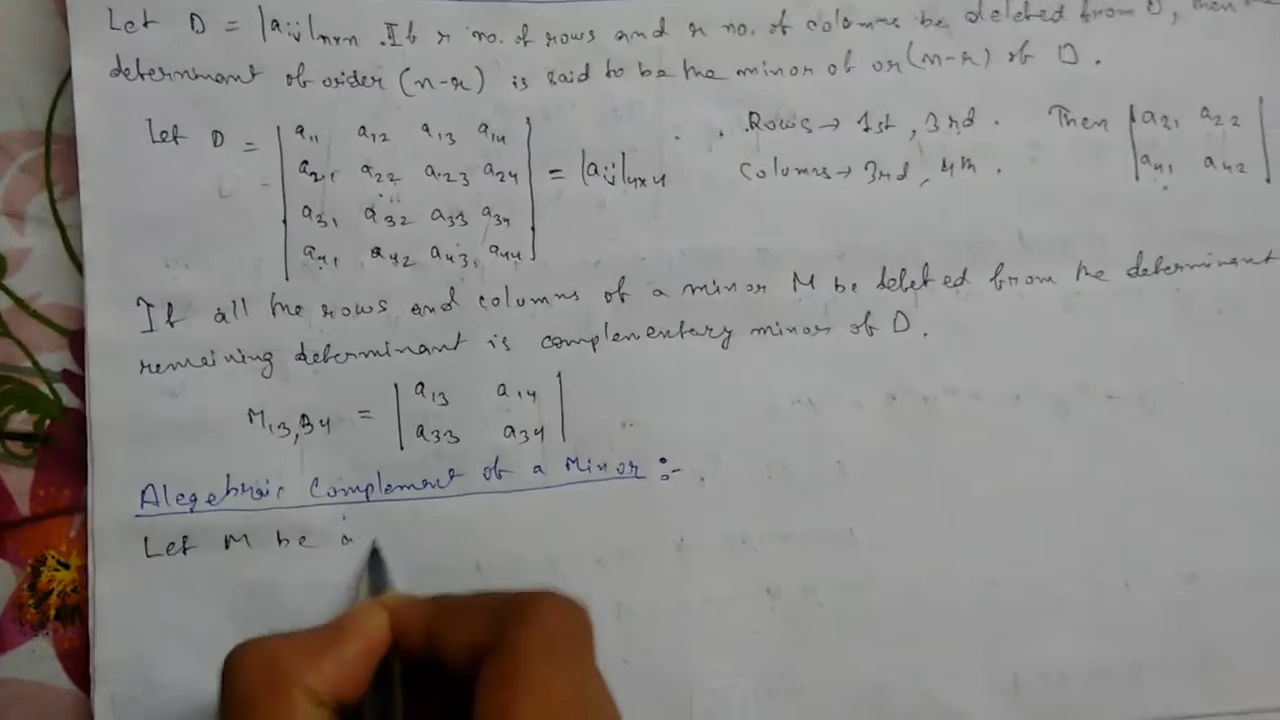 Let D = |aij|n×n . If r no. of rows and r no. of columns be deleted from D, then the
determinant of order (n-r) is said to be the minor of or (n-r) of D.
Let D = | a11 a12 a13 a14 | = |aij|4×4 Rows → 1st, 3rd. Then | a21 a22 |
| a21 a22 a23 a24 | Columns → 3rd, 4th. | a41 a42 |
| a31 a32 a33 a34 |
| a41 a42 a43 a44 |
If all the rows and columns of a minor M be deleted from the determinant
remaining determinant is complementary minor of D.
M13,34 = | a13 a14 |
| a33 a34 |
Alegebraic Complement of a Minor :-
Let M be a